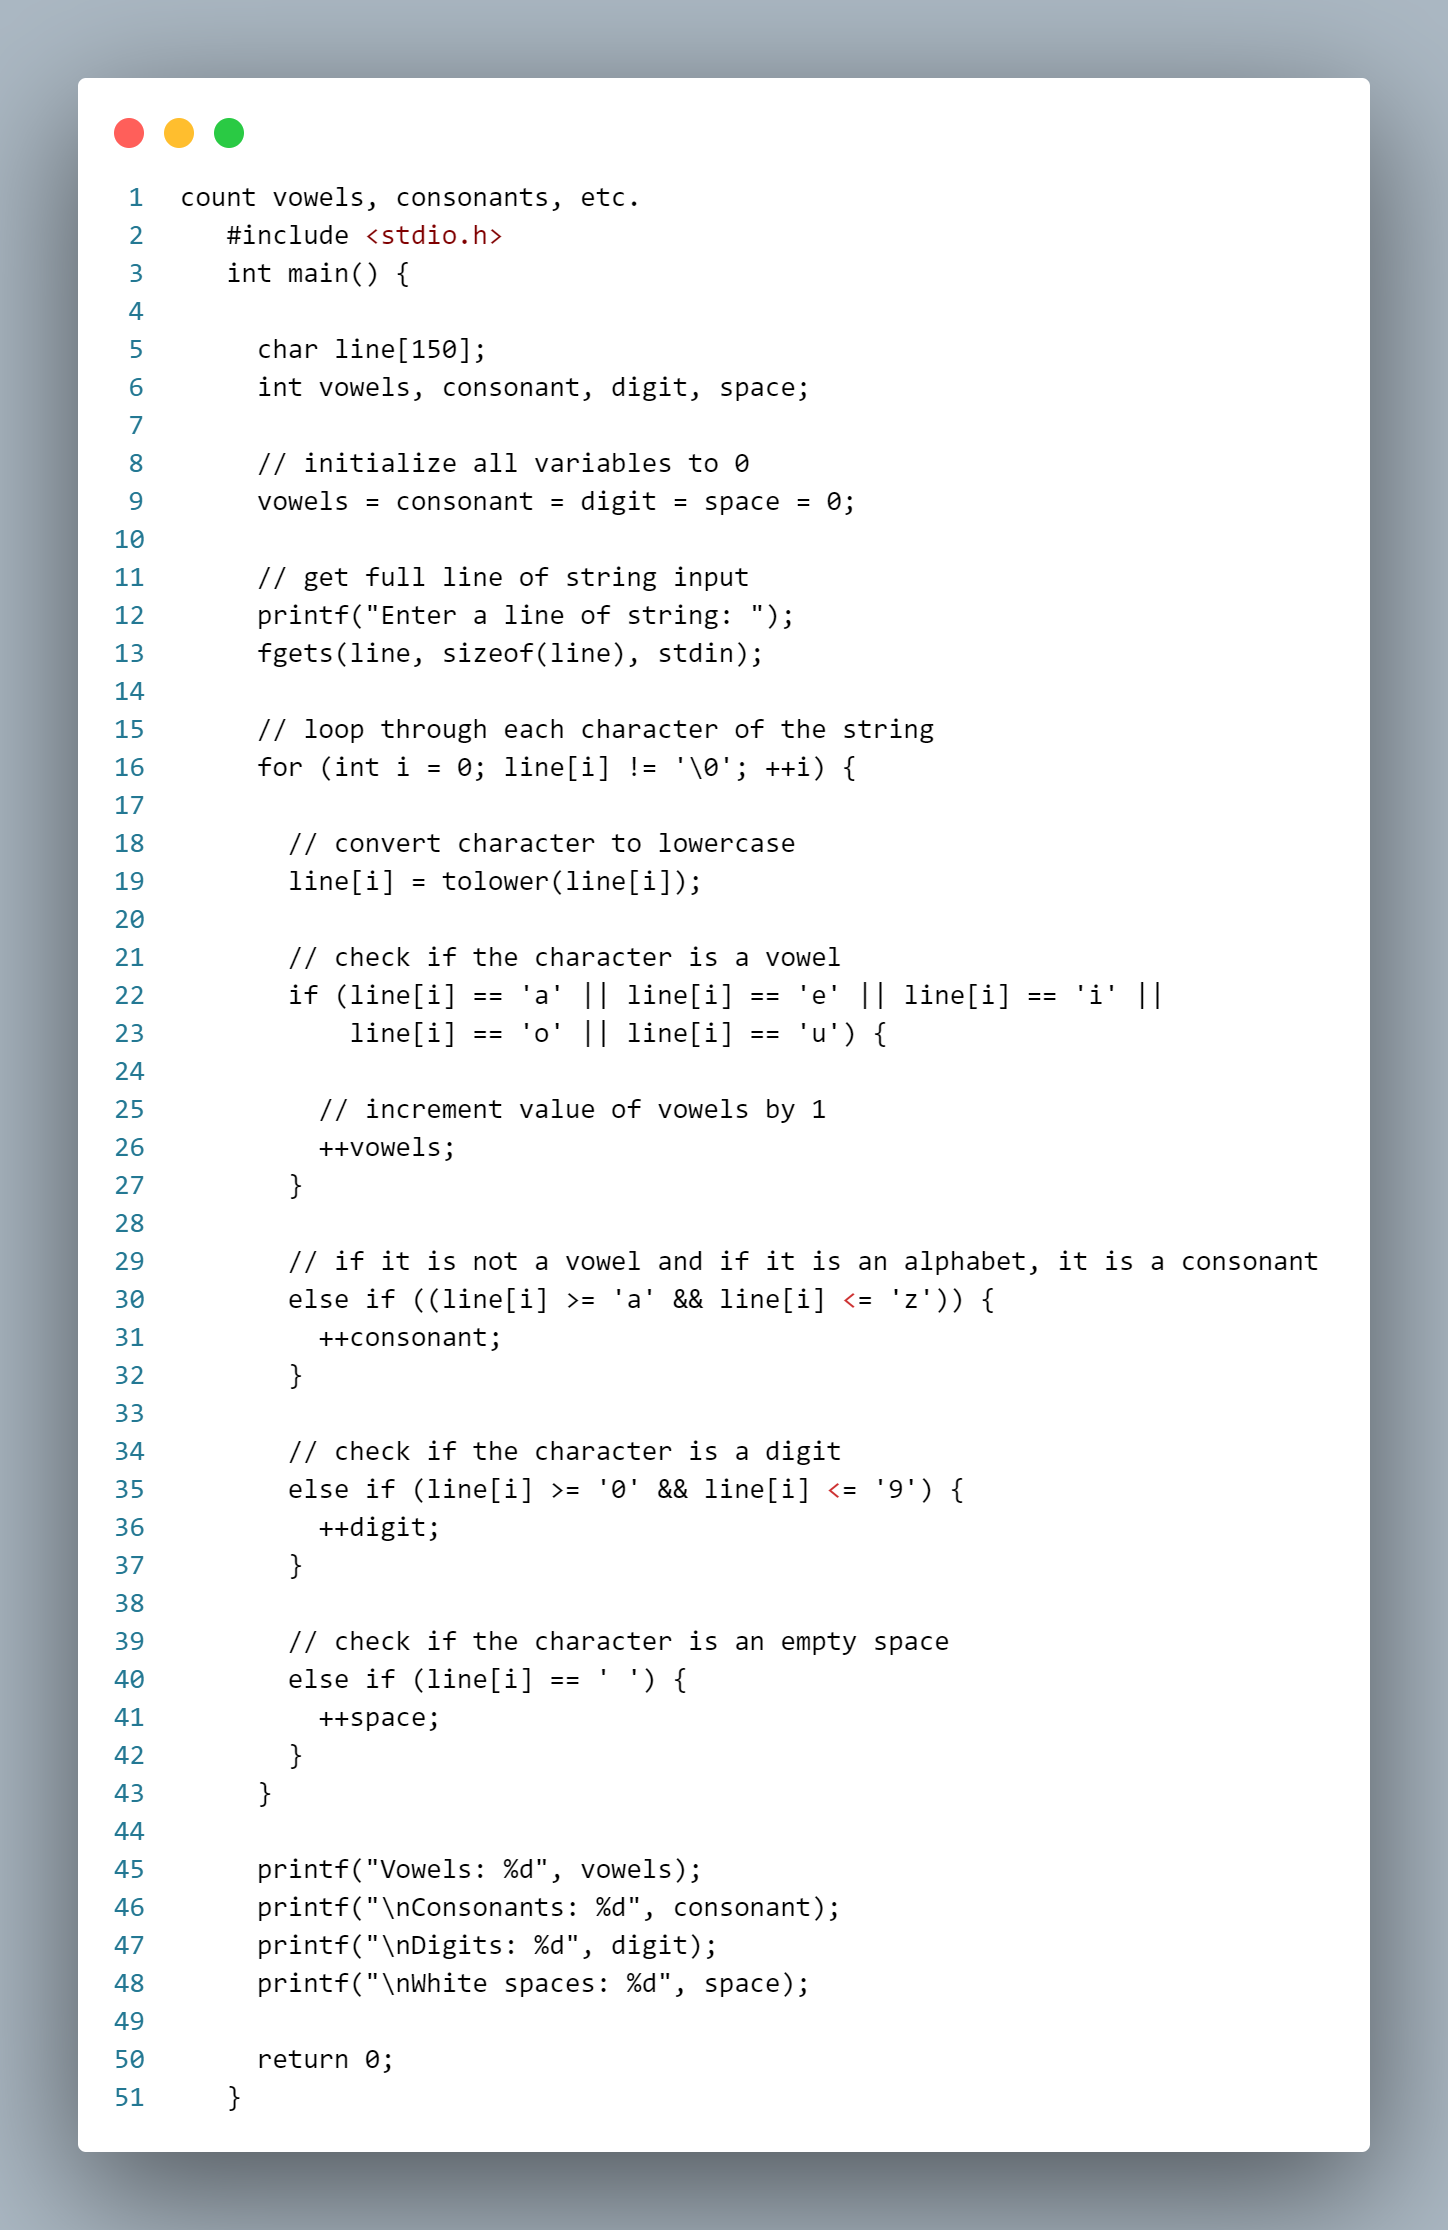 1 count vowels, consonants, etc.
2    #include <stdio.h>
3    int main() {
4
5      char line[150];
6      int vowels, consonant, digit, space;
7
8      // initialize all variables to 0
9      vowels = consonant = digit = space = 0;
10
11      // get full line of string input
12      printf("Enter a line of string: ");
13      fgets(line, sizeof(line), stdin);
14
15      // loop through each character of the string
16      for (int i = 0; line[i] != '\0'; ++i) {
17
18        // convert character to lowercase
19        line[i] = tolower(line[i]);
20
21        // check if the character is a vowel
22        if (line[i] == 'a' || line[i] == 'e' || line[i] == 'i' ||
23            line[i] == 'o' || line[i] == 'u') {
24
25          // increment value of vowels by 1
26          ++vowels;
27        }
28
29        // if it is not a vowel and if it is an alphabet, it is a consonant
30        else if ((line[i] >= 'a' && line[i] <= 'z')) {
31          ++consonant;
32        }
33
34        // check if the character is a digit
35        else if (line[i] >= '0' && line[i] <= '9') {
36          ++digit;
37        }
38
39        // check if the character is an empty space
40        else if (line[i] == ' ') {
41          ++space;
42        }
43      }
44
45      printf("Vowels: %d", vowels);
46      printf("\nConsonants: %d", consonant);
47      printf("\nDigits: %d", digit);
48      printf("\nWhite spaces: %d", space);
49
50      return 0;
51    }